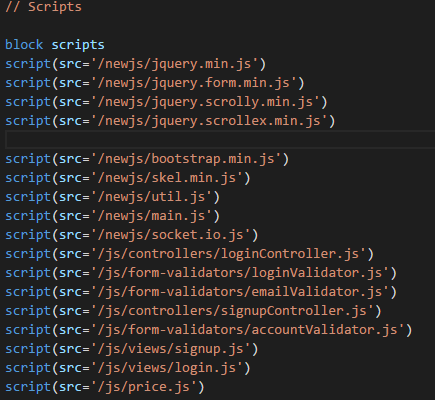 // Scripts
block scripts
script(src='/newjs/jquery.min.js')
script(src='/newjs/jquery.form.min.js')
script(src='/newjs/jquery.scrolly.min.js')
script(src='/newjs/jquery.scrollex.min.js')
script(src='/newjs/bootstrap.min.js')
script(src='/newjs/skel.min.js')
script(src='/newjs/util.js')
script(src='/newjs/main.js')
script(src='/newjs/socket.io.js')
script(src='/js/controllers/loginController.js')
script(src='/js/form-validators/loginValidator.js')
script(src='/js/form-validators/emailValidator.js')
script(src='/js/controllers/signupController.js')
script(src='/js/form-validators/accountValidator.js')
script(src='/js/views/signup.js')
script(src='/js/views/login.js')
script(src='/js/price.js')